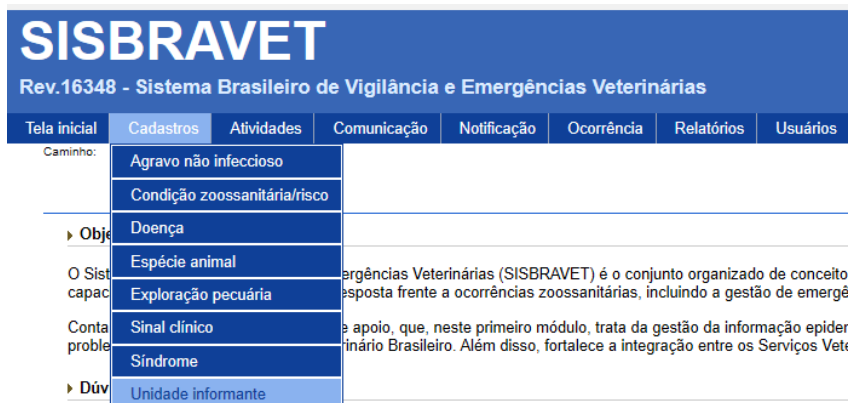 SISBRAVET
Rev.16348 - Sistema Brasileiro de Vigilância e Emergências Veterinárias
Tela inicial Cadastros Atividades Comunicação Notificação Ocorrência Relatórios Usuários
Caminho:
Agravo não infeccioso
Condição zoossanitária/risco
Doença
Espécie animal
Exploração pecuária
Sinal clínico
Síndrome
Unidade informante
Obje
O Sist ergências Veterinárias (SISBRAVET) é o conjunto organizado de conceito
capac esposta frente a ocorrências zoossanitárias, incluindo a gestão de emergê
Conta e apoio, que, neste primeiro módulo, trata da gestão da informação epider
proble rinário Brasileiro. Além disso, fortalece a integração entre os Serviços Vete
Dúv